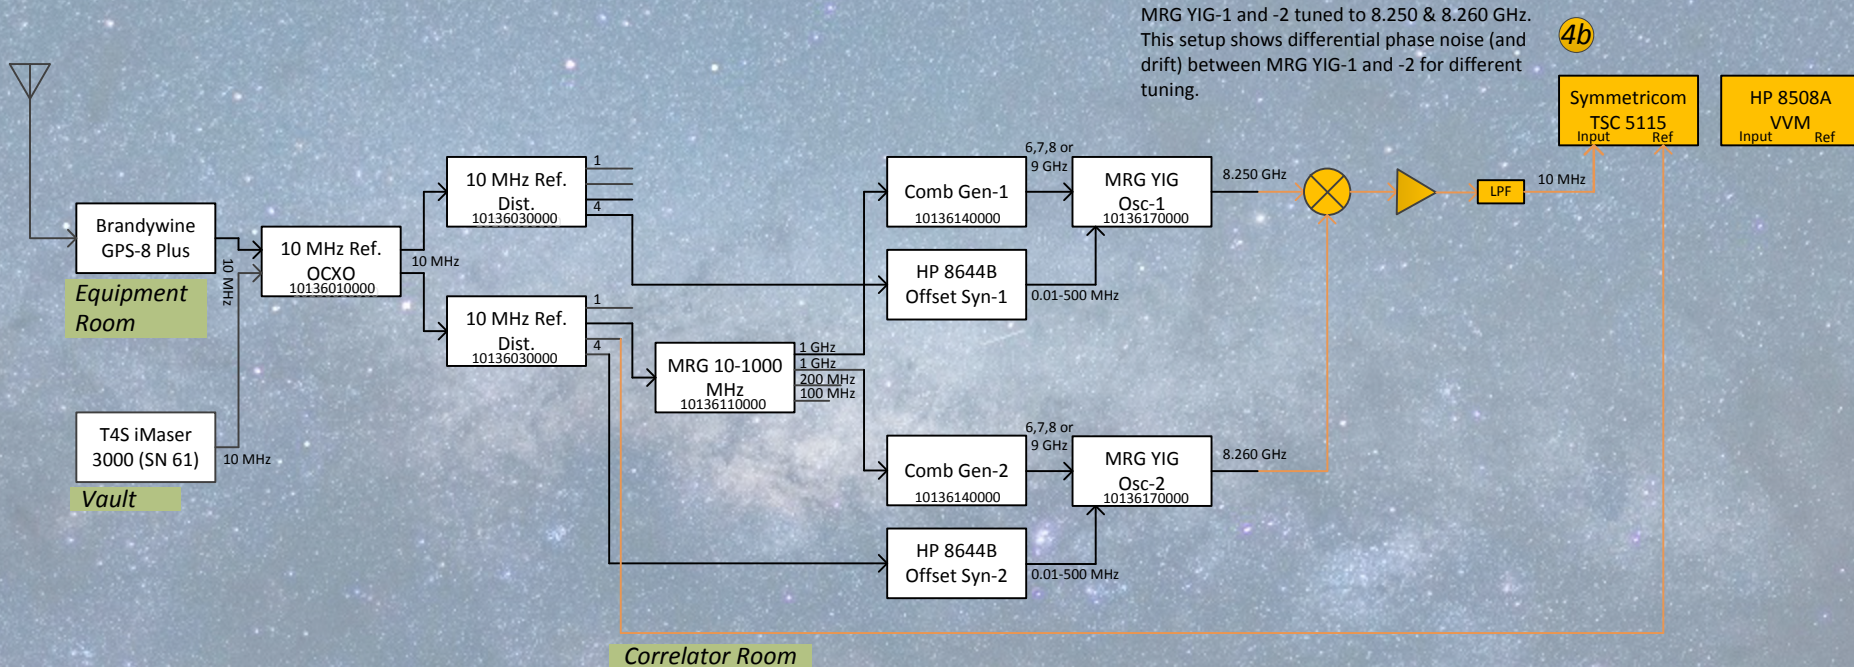 MRG YIG-1 and -2 tuned to 8.250 & 8.260 GHz.
This setup shows differential phase noise (and
drift) between MRG YIG-1 and -2 for different
tuning.
4b
Symmetricom
TSC 5115
Input
Ref
HP 8508A
VVM
Input
Ref
Brandywine
GPS-8 Plus
10 MHz
Equipment
Room
T4S iMaser
3000 (SN 61)
10 MHz
Vault
10 MHz Ref.
OCXO
10136010000
10 MHz
10 MHz Ref.
Dist.
10136030000
1
4
10 MHz Ref.
Dist.
10136030000
1
4
MRG 10-1000
MHz
10136110000
1 GHz
1 GHz
200 MHz
100 MHz
Comb Gen-1
10136140000
6,7,8 or
9 GHz
MRG YIG
Osc-1
10136170000
8.250 GHz
LPF
10 MHz
HP 8644B
Offset Syn-1
0.01-500 MHz
Comb Gen-2
10136140000
6,7,8 or
9 GHz
MRG YIG
Osc-2
10136170000
8.260 GHz
HP 8644B
Offset Syn-2
0.01-500 MHz
Correlator Room